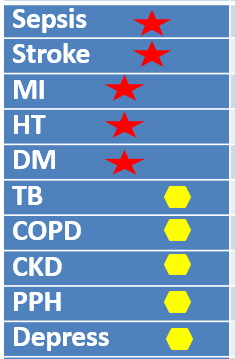 Sepsis
Stroke
MI
HT
DM
TB
COPD
CKD
PPH
Depress